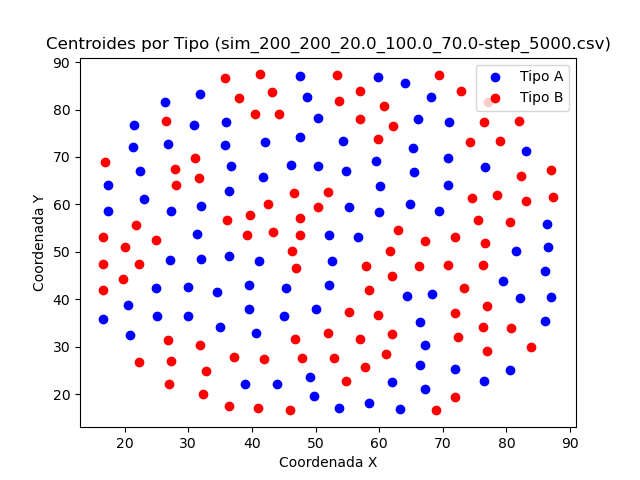 Centroides por Tipo (sim_200_200_20.0_100.0_70.0-step_5000.csv)
Tipo A
Tipo B
90
80
70
60
50
40
30
20
Coordenada Y
20 30 40 50 60 70 80 90
Coordenada X